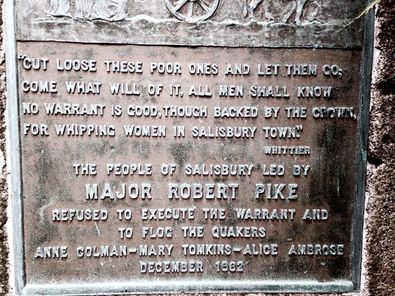 "CUT LOOSE THESE POOR ONES AND LET THEM GO;
COME WHAT WILL OF IT, ALL MEN SHALL KNOW
NO WARRANT IS GOOD, THOUGH BACKED BY THE CROWN,
FOR WHIPPING WOMEN IN SALISBURY TOWN."
WHITTIER
THE PEOPLE OF SALISBURY LED BY
MAJOR ROBERT PIKE
REFUSED TO EXECUTE THE WARRANT AND
TO FLOG THE QUAKERS
ANNE COLMAN-MARY TOMKINS-ALICE AMBROSE
DECEMBER 1662